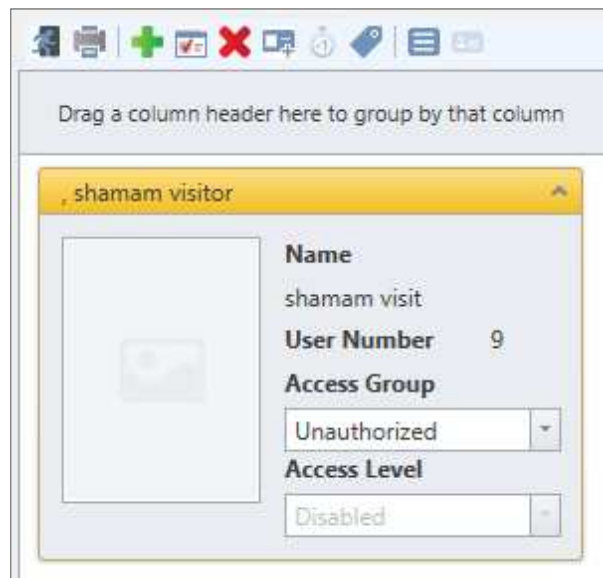 -1
Drag a column header here to group by that column
, shamam visitor
Name
shamam visit
User Number 9
Access Group
Unauthorized
Access Level
Disabled